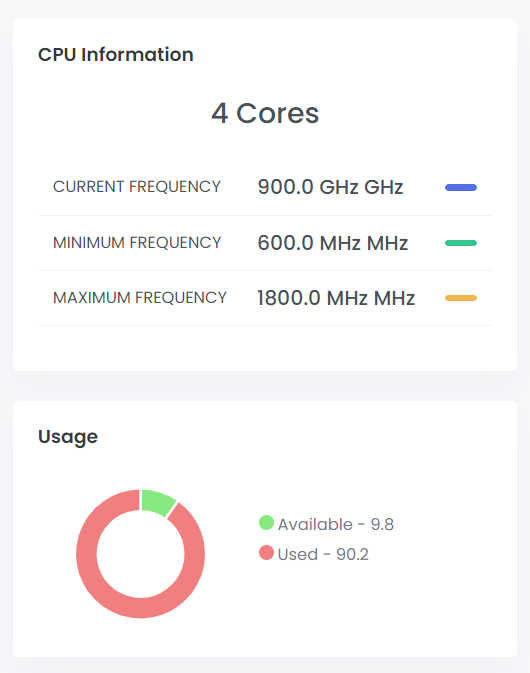 CPU Information
4 Cores
CURRENT FREQUENCY 900.0 GHz GHz
MINIMUM FREQUENCY 600.0 MHz MHz
MAXIMUM FREQUENCY 1800.0 MHz MHz
Usage
Available - 9.8
Used - 90.2